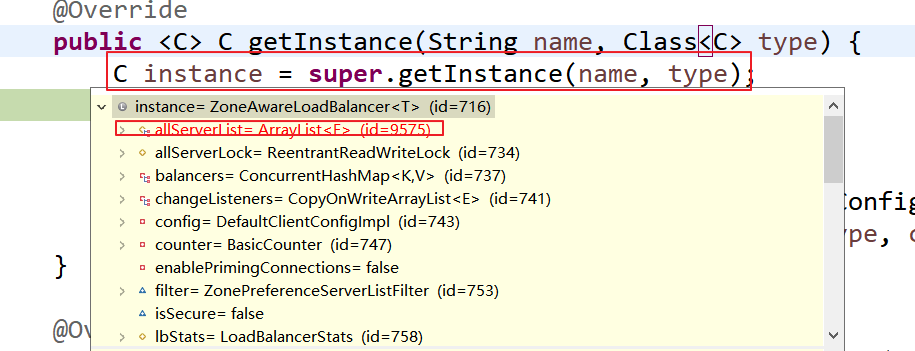 @Override
public <C> C getInstance(String name, Class<C> type) {
C instance = super.getInstance(name, type);
instance= ZoneAwareLoadBalancer<T> (id=716)
allServerList= ArrayList<E> (id=9575)
allServerLock= ReentrantReadWriteLock (id=734)
balancers= ConcurrentHashMap<K,V> (id=737)
changeListeners= CopyOnWriteArrayList<E> (id=741)
config= DefaultClientConfigImpl (id=743)
Config
counter= BasicCounter (id=747)
ype, c
}
enablePrimingConnections= false
filter= ZonePreferenceServerListFilter (id=753)
isSecure= false
@Ov
lbStats= LoadBalancerStats (id=758)